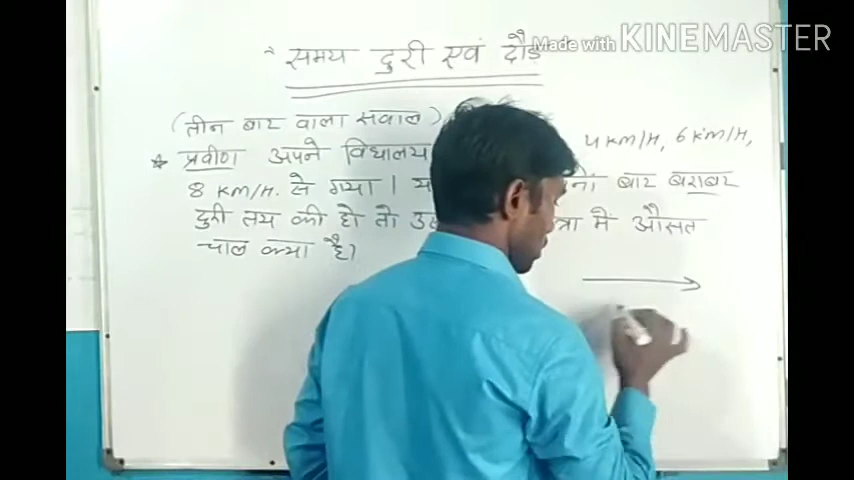 समय दुरी एवं दौड़
Made with KINEMASTER
(तीन बार वाला सवाल)
प्रवीण अपने विधालय 4 KM/H, 6 KM/H,
8 KM/H. से गया। बार बराबर
दुरी तय की हो तो में औसत
चाल क्या है)